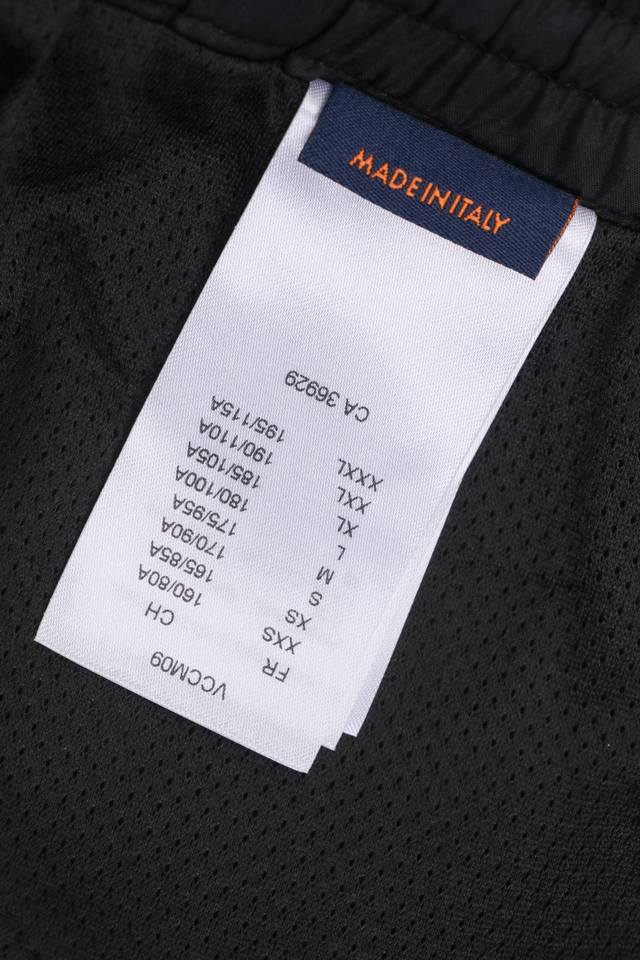 MADE IN ITALY
VCCM09
FR CH
XXS 160/80A
XS 165/85A
S 170/90A
M 175/95A
L 180/100A
XL 185/105A
XXL 190/110A
XXXL 195/115A
CA 36929